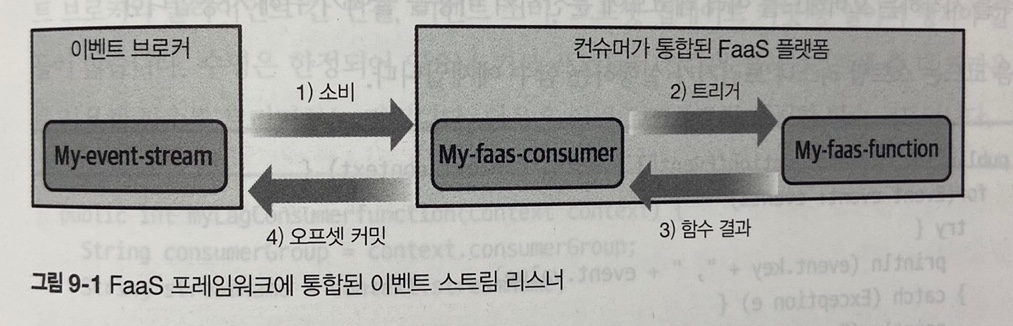 이벤트 브로커
컨슈머가 통합된 FaaS 플랫폼
1) 소비
2) 트리거
My-event-stream
My-faas-consumer
My-faas-function
4) 오프셋 커밋
3) 함수 결과
그림 9-1 FaaS 프레임워크에 통합된 이벤트 스트림 리스너